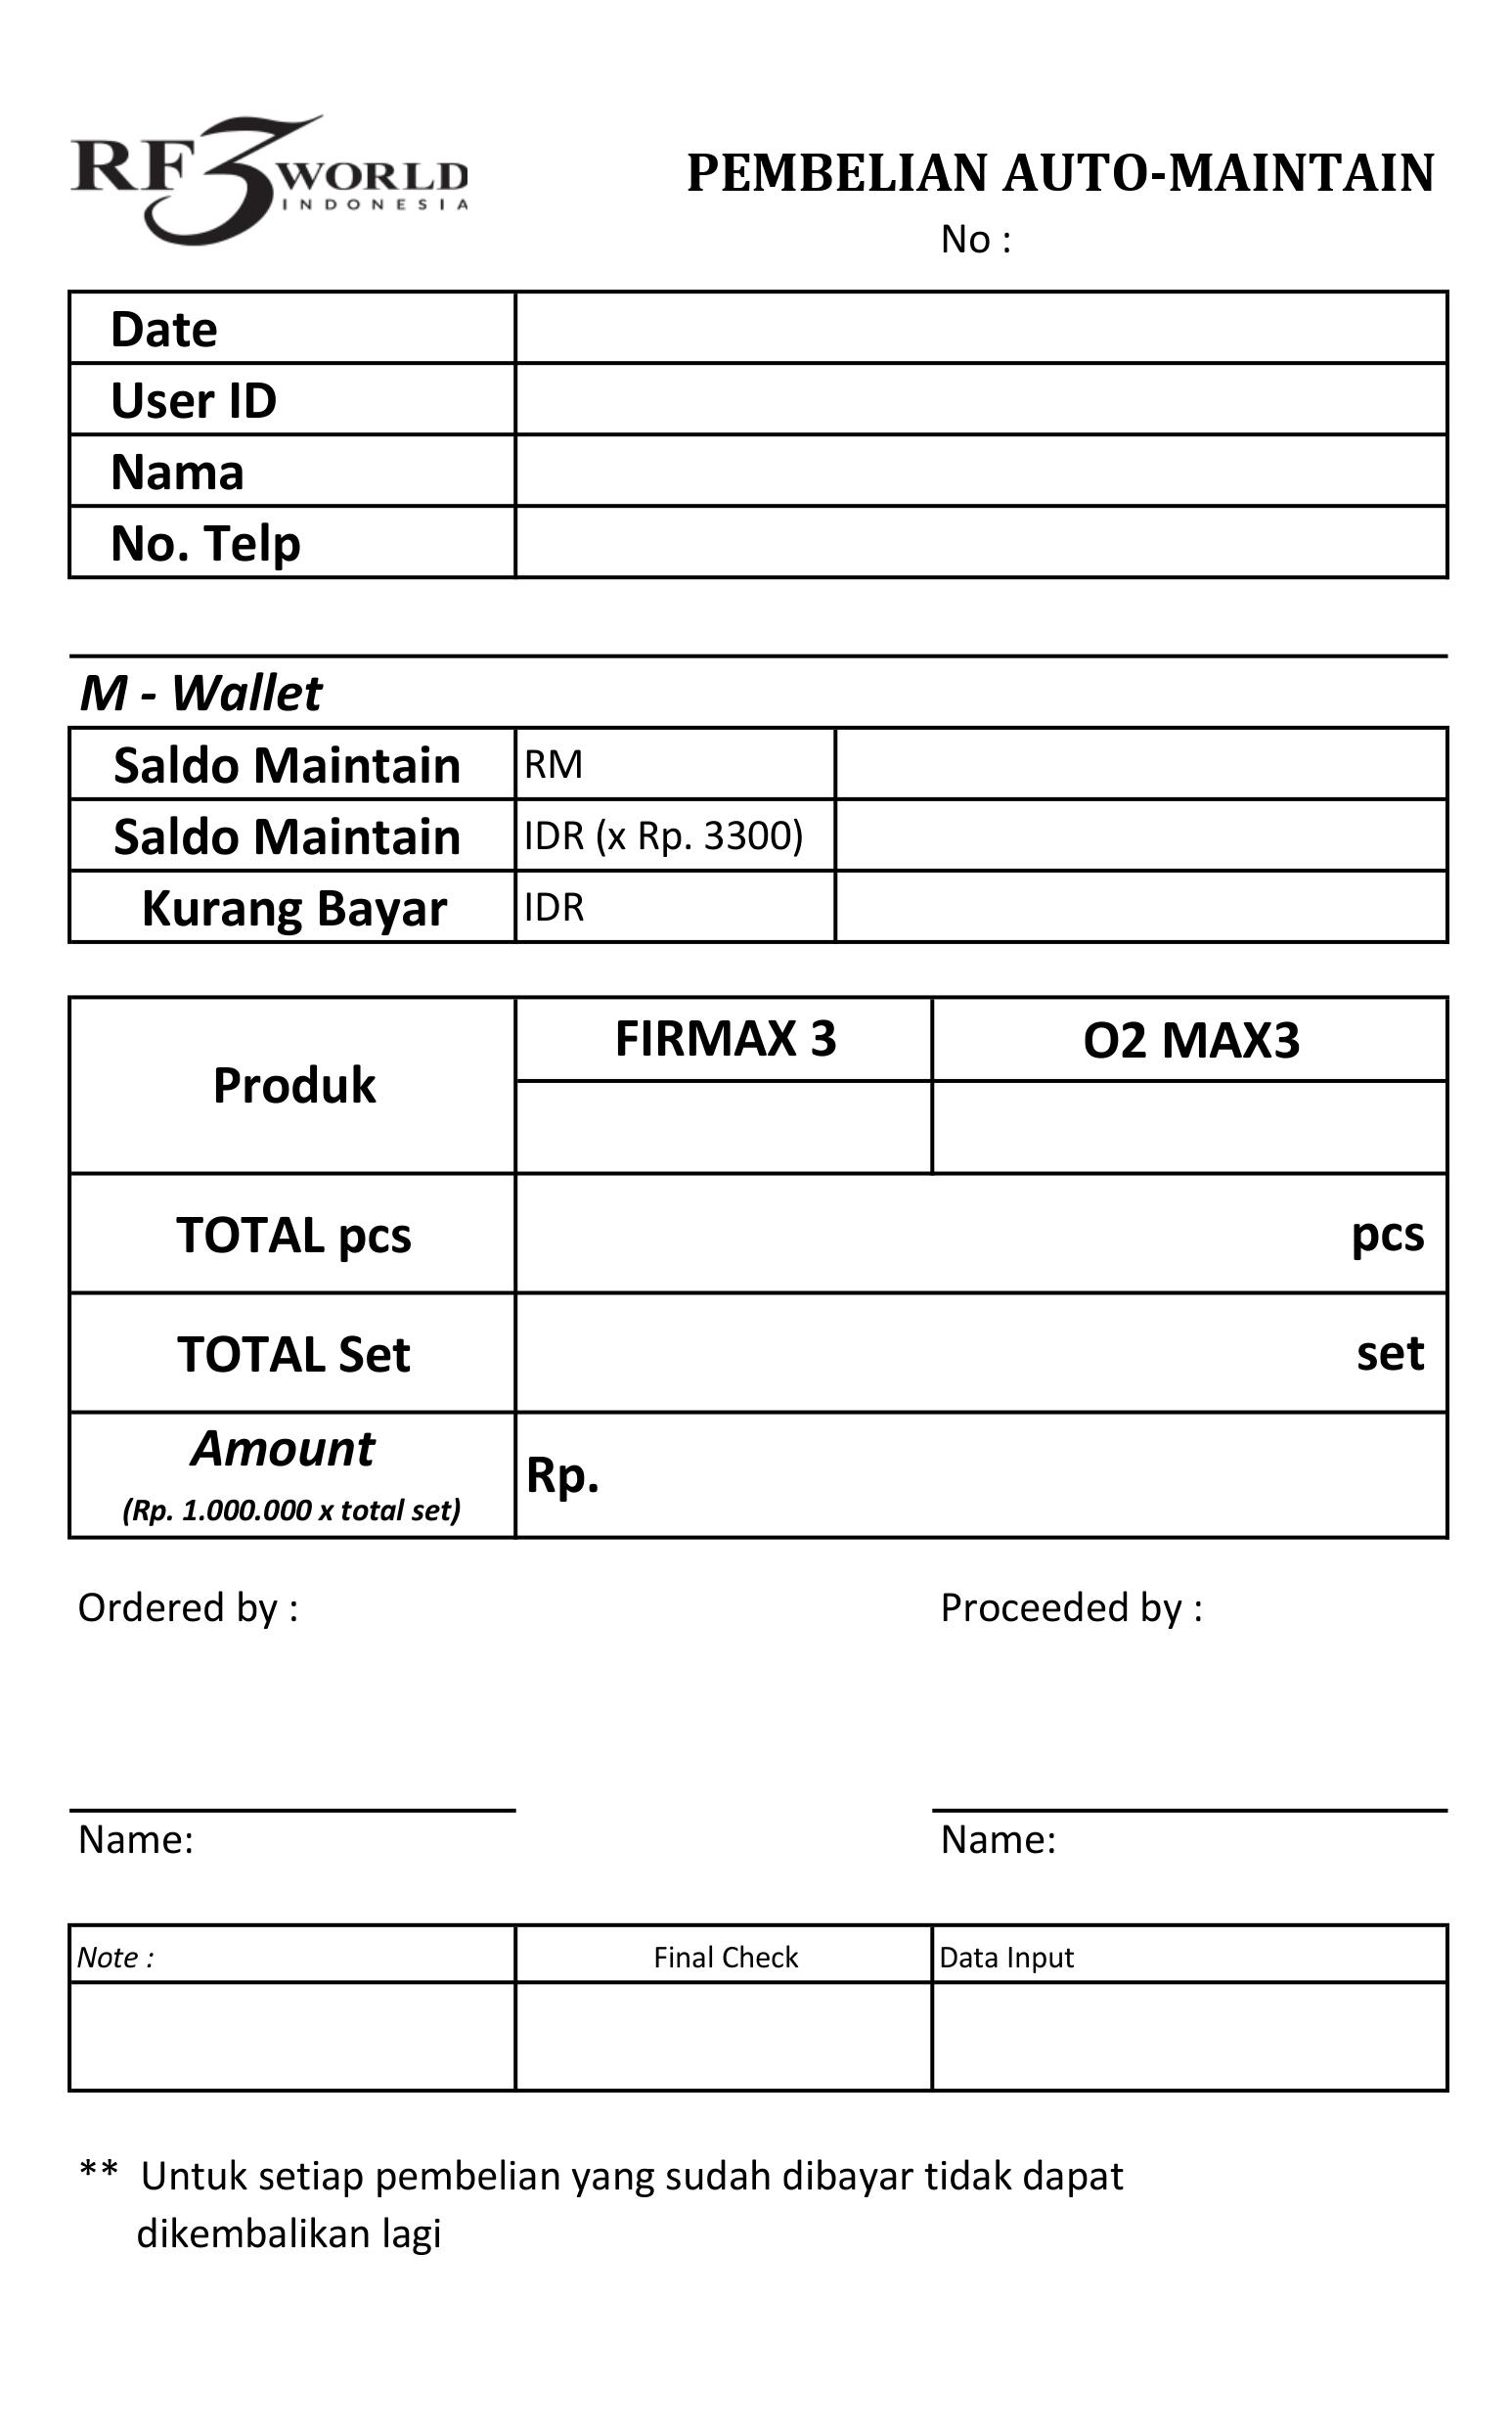 RF3 WORLD
INDONESIA
PEMBELIAN AUTO-MAINTAIN
No :
Date
User ID
Nama
No. Telp
M - Wallet
Saldo Maintain RM
Saldo Maintain IDR (x Rp. 3300)
Kurang Bayar IDR
Produk
FIRMAX 3 O2 MAX3
TOTAL pcs pcs
TOTAL Set set
Amount
(Rp. 1.000.000 x total set)
Rp.
Ordered by : Proceeded by :
Name: Name:
Note : Final Check Data Input
** Untuk setiap pembelian yang sudah dibayar tidak dapat
dikembalikan lagi